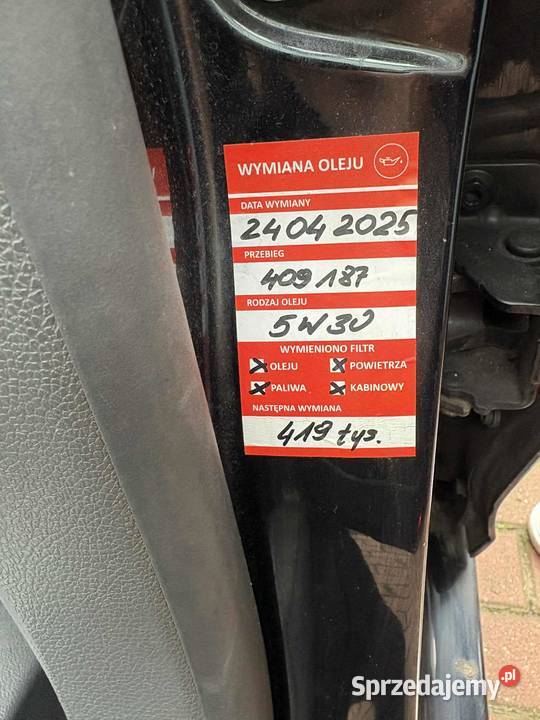 WYMIANA OLEJU
DATA WYMIANY
24 04 2025
PRZEBIEG
409 187
RODZAJ OLEJU
5W30
WYMIENIONO FILTR
OLEJU POWIETRZA
PALIWA KABINOWY
NASTĘPNA WYMIANA
419 tys.
Sprzedajemy.pl